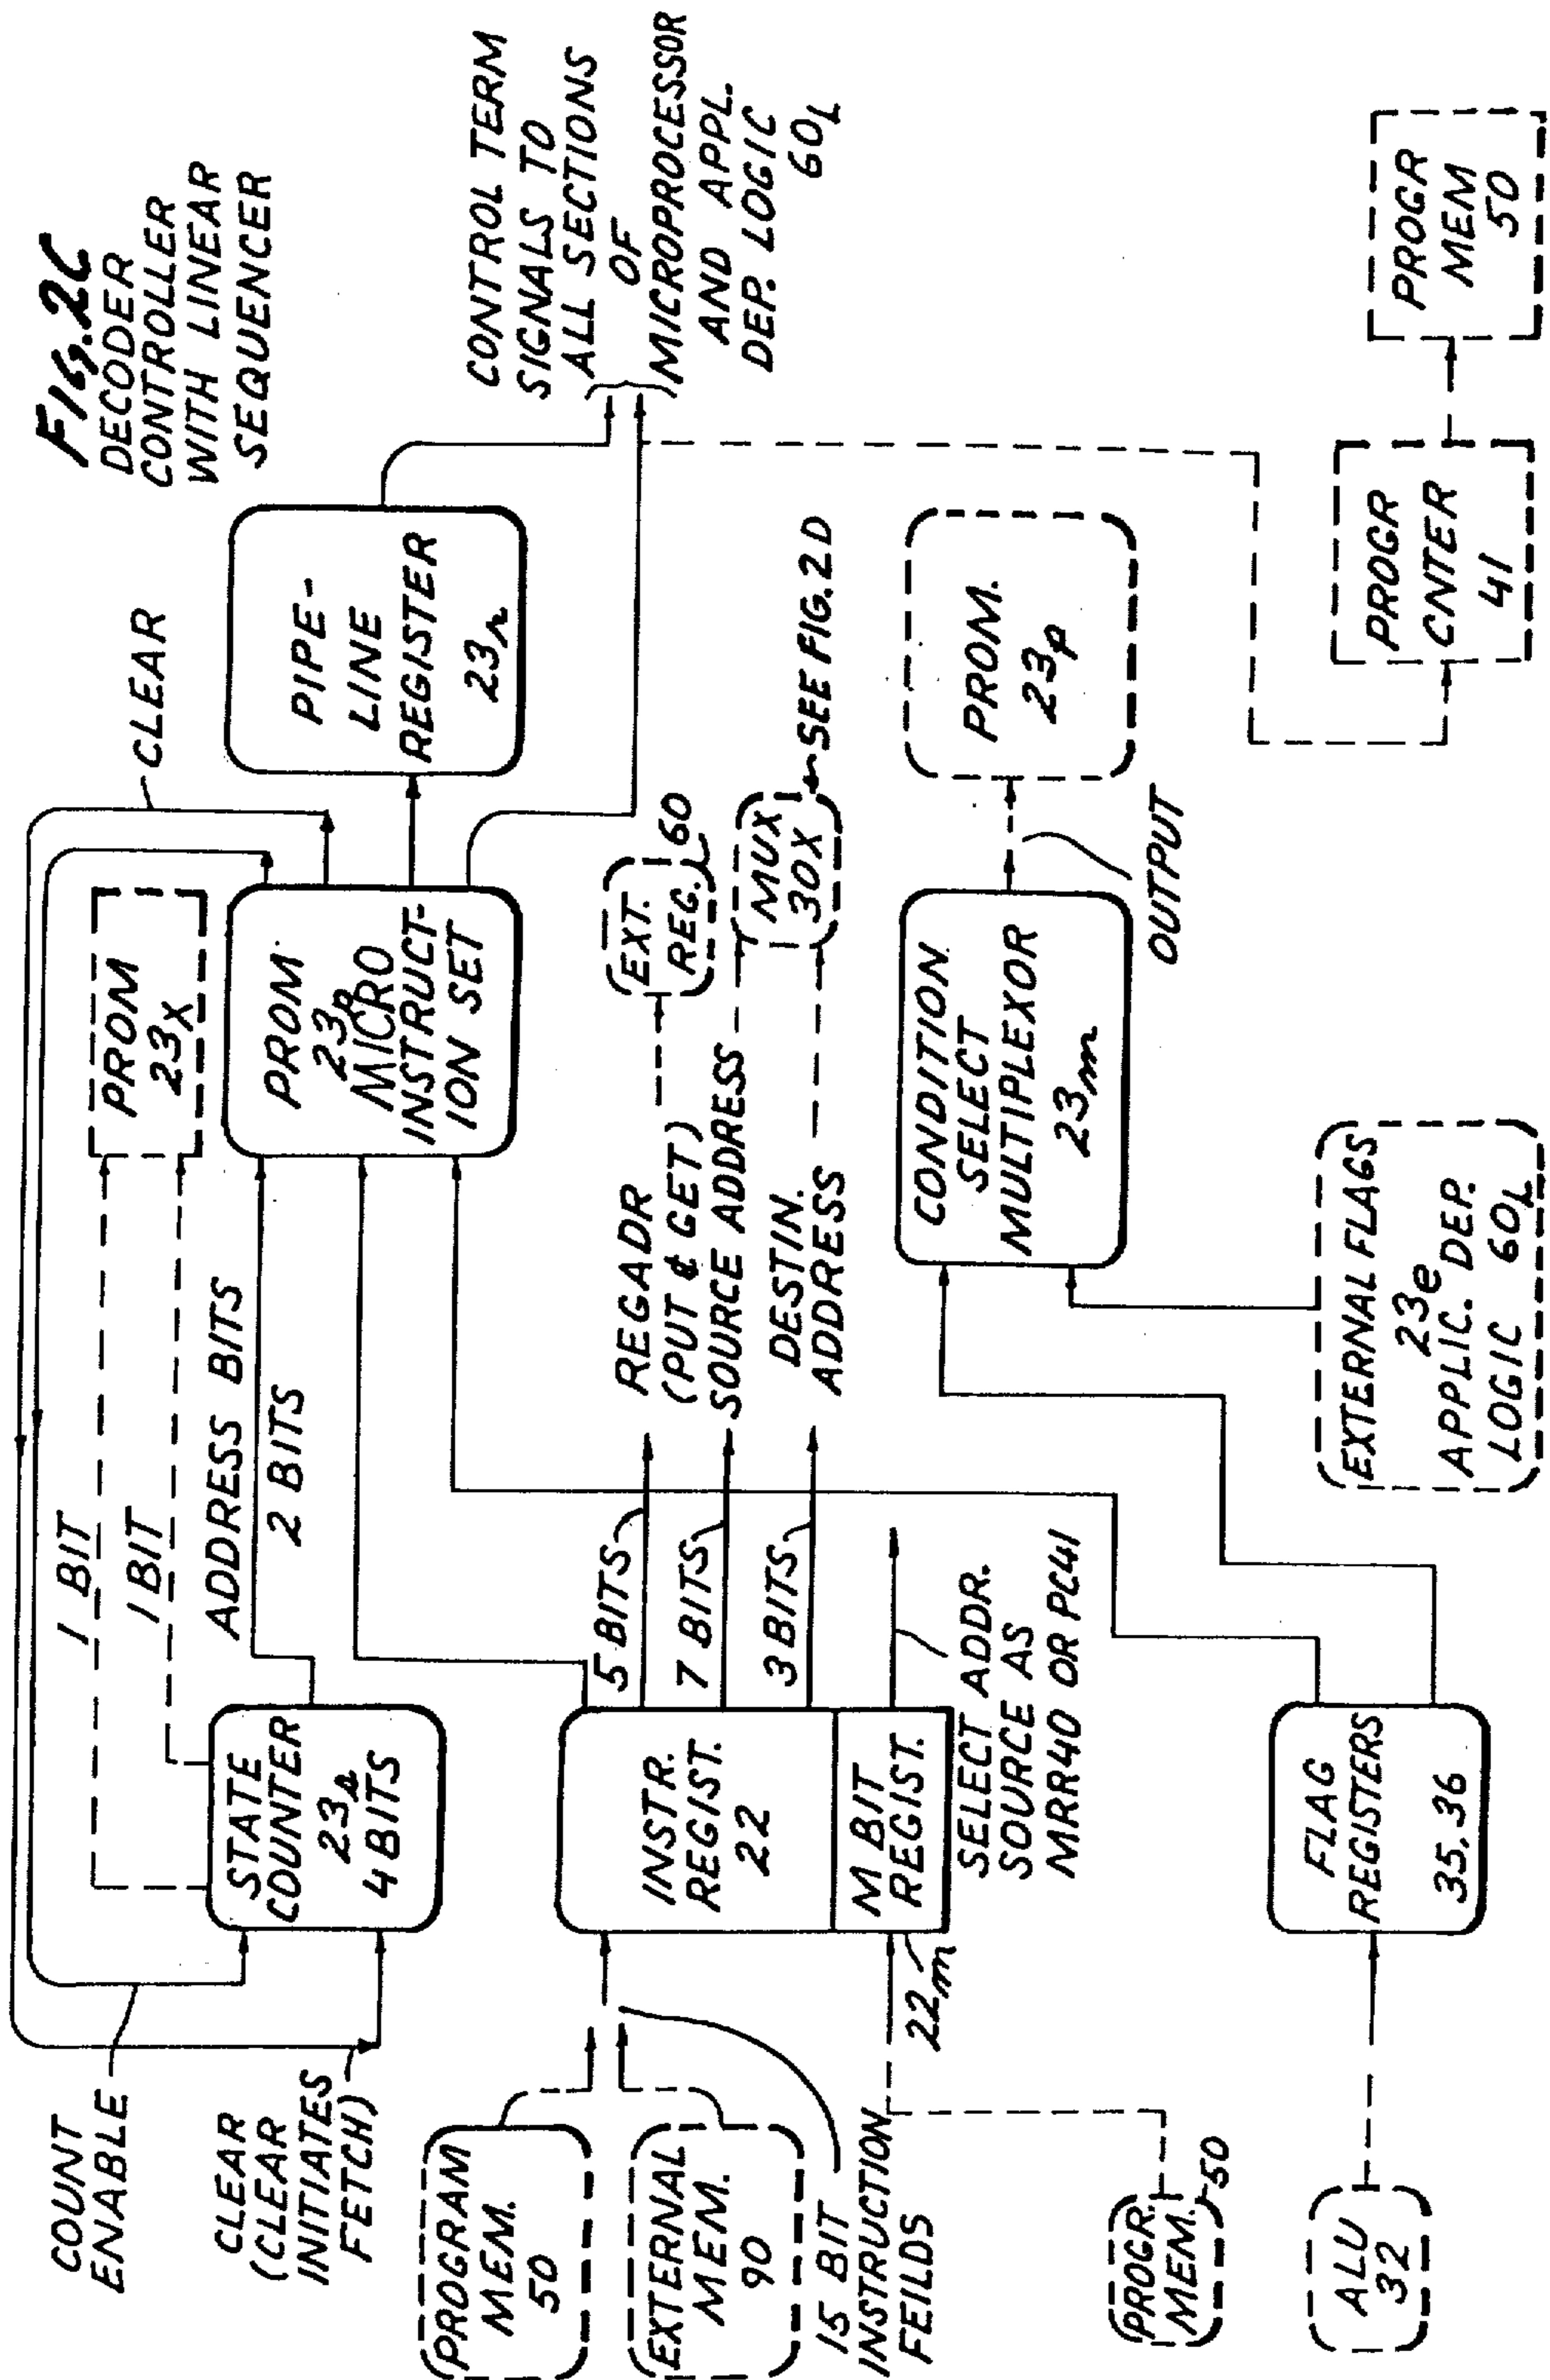 Fig. 2C
DECODER
CONTROLLER
WITH LINEAR
SEQUENCER
COUNT
ENABLE
CLEAR
(CLEAR
INITIATES
FETCH)
1 BIT
1 BIT
ADDRESS BITS
2 BITS
STATE
COUNTER
23s
4 BITS
PROM
23x
PROM
23p
MICRO
INSTRUCT-
ION SET
CLEAR
PIPE-
LINE
REGISTER
23r
CONTROL TERM
SIGNALS TO
ALL SECTIONS
OF
MICROPROCESSOR
AND APPL.
DEP. LOGIC
60L
PROGRAM
MEM.
50
EXTERNAL
MEM.
90
15 BIT
INSTRUCTION
FEILDS
INSTR.
REGIST.
22
M BIT
REGIST.
22m
5 BITS
7 BITS
3 BITS
REGADR
(PUT & GET)
SOURCE ADDRESS
DESTIN.
ADDRESS
EXT.
REG.
60
MUX
30X
SEE FIG. 2D
SELECT ADDR.
SOURCE AS
MRR40 OR PC41
CONDITION
SELECT
MULTIPLEXOR
23m
OUTPUT
PROM.
23p
PROGR.
MEM.
50
ALU
32
FLAG
REGISTERS
35,36
EXTERNAL FLAGS
23e
APPLIC. DEP.
LOGIC 60L
PROGR
CNTER
41
PROGR
MEM
50